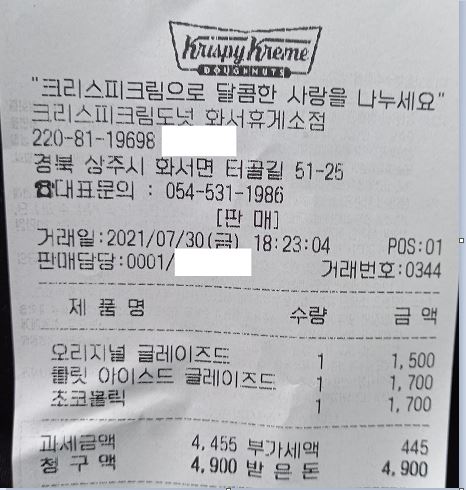 Krispy Kreme
DOUGHNUTS
"크리스피크림으로 달콤한 사랑을 나누세요"
크리스피크림도넛 화서휴게소점
220-81-19698
경북 상주시 화서면 터골길 51-25
☎대표문의 : 054-531-1986
[판 매]
거래일:2021/07/30(금) 18:23:04 POS:01
판매담당:0001/ 거래번호:0344
제 품 명 수량 금 액
오리지널 글레이즈드 1 1,500
콜릿 아이스드 글레이즈드 1 1,700
초코홀릭 1 1,700
과세금액 4,455 부가세액 445
청 구 액 4,900 받 은 돈 4,900